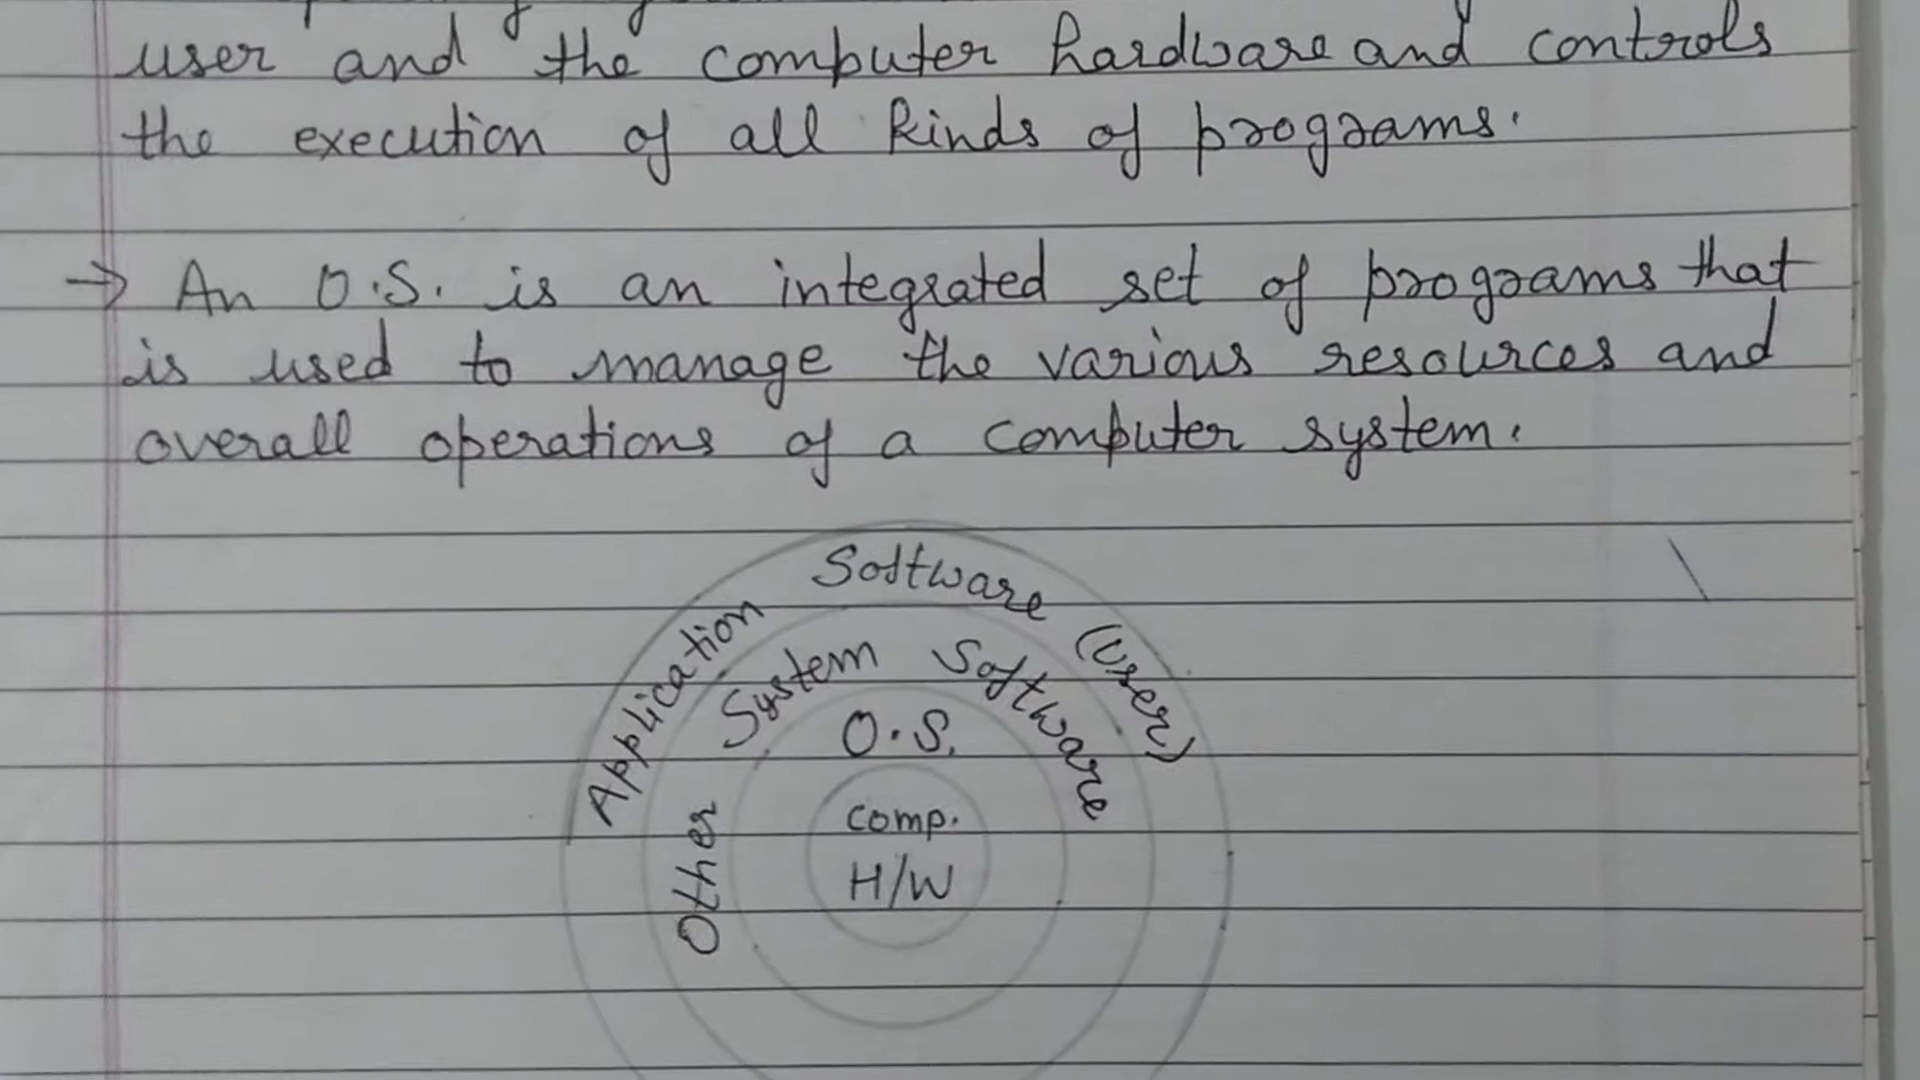 user and the computer hardware and controls
the execution of all kinds of programs.
→ An O.S. is an integrated set of programs that
is used to manage the various resources and
overall operations of a computer system.
Application Software (User)
Other System Software
O.S.
Comp.
H/W